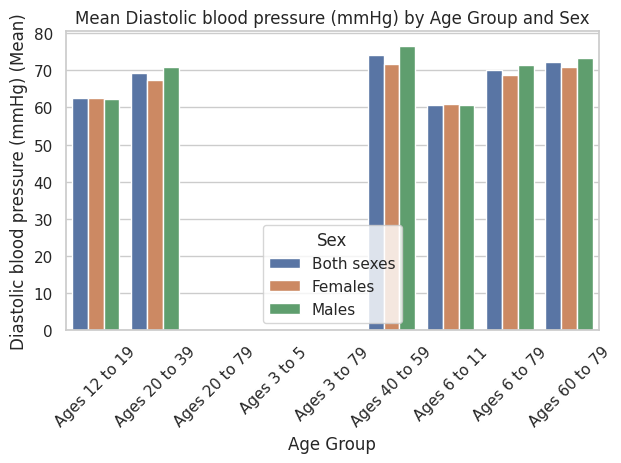 Mean Diastolic blood pressure (mmHg) by Age Group and Sex
Diastolic blood pressure (mmHg) (Mean)
80
70
60
50
40
30
20
10
0
Sex
Both sexes
Females
Males
Ages 12 to 19
Ages 20 to 39
Ages 20 to 79
Ages 3 to 5
Ages 3 to 79
Ages 40 to 59
Ages 6 to 11
Ages 6 to 79
Ages 60 to 79
Age Group